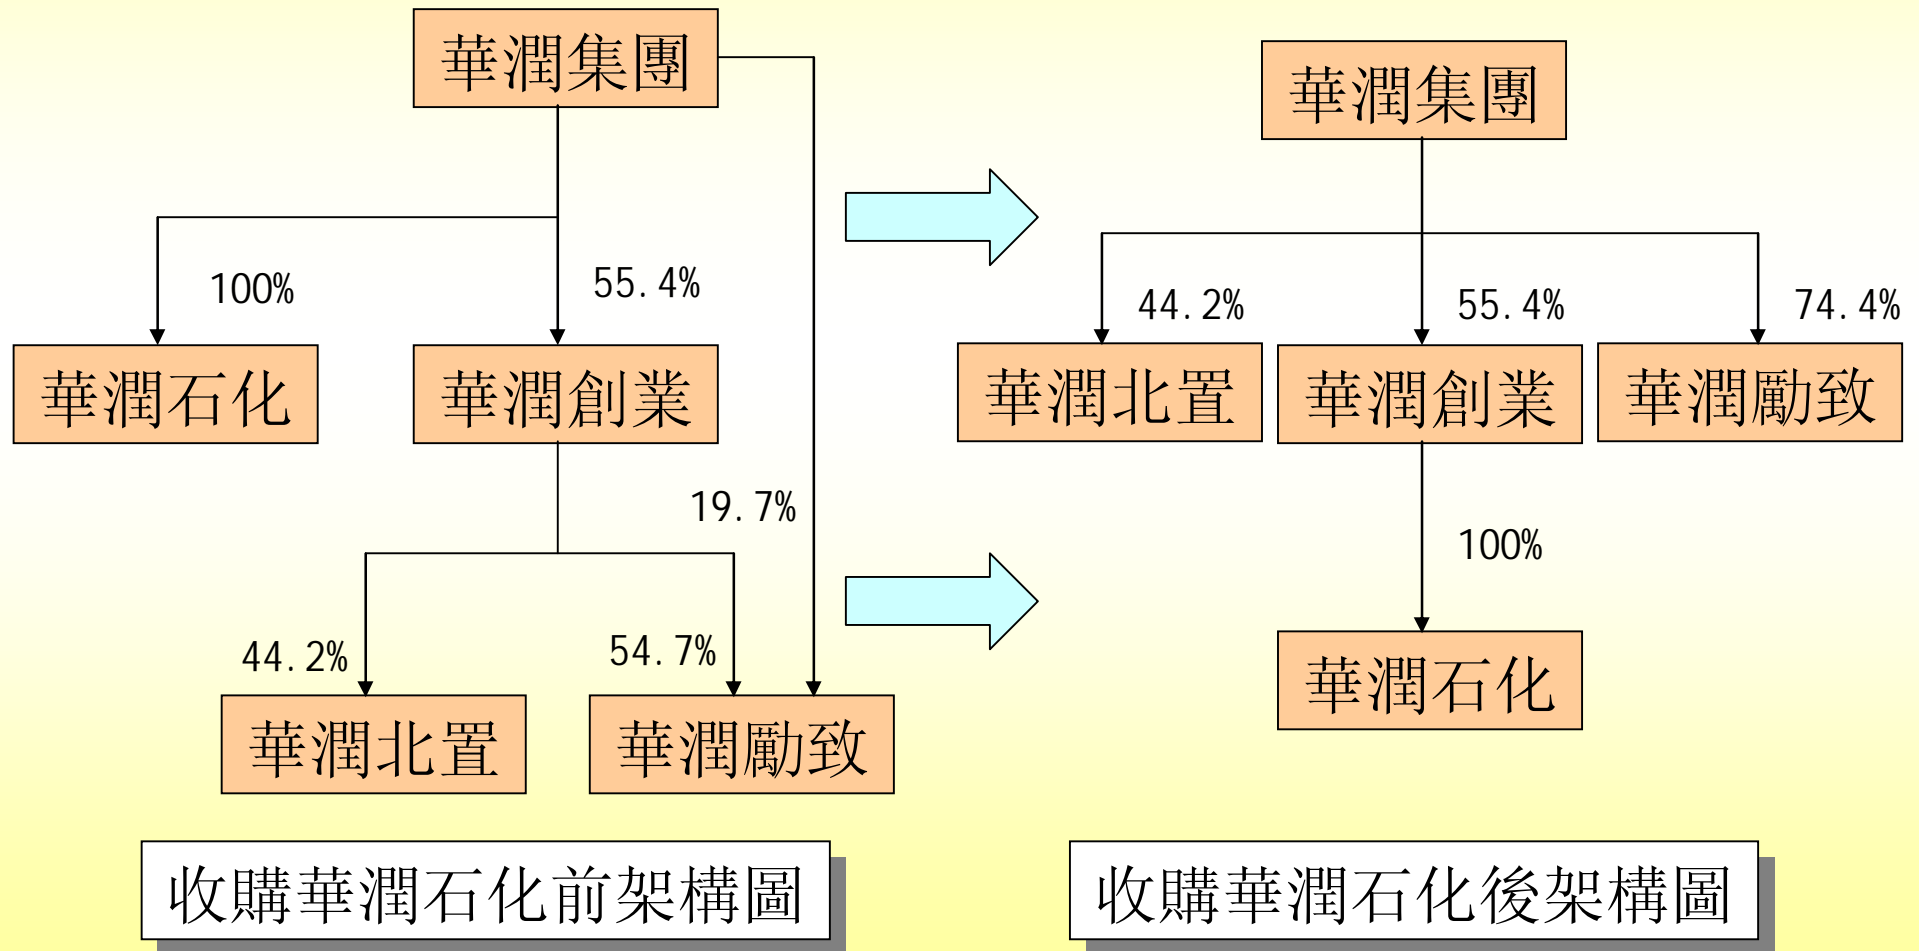 華潤集團
100%
55.4%
華潤石化
華潤創業
19.7%
44.2%
54.7%
華潤北置
華潤勵致
收購華潤石化前架構圖
華潤集團
44.2%
55.4%
74.4%
華潤北置
華潤創業
華潤勵致
100%
華潤石化
收購華潤石化後架構圖